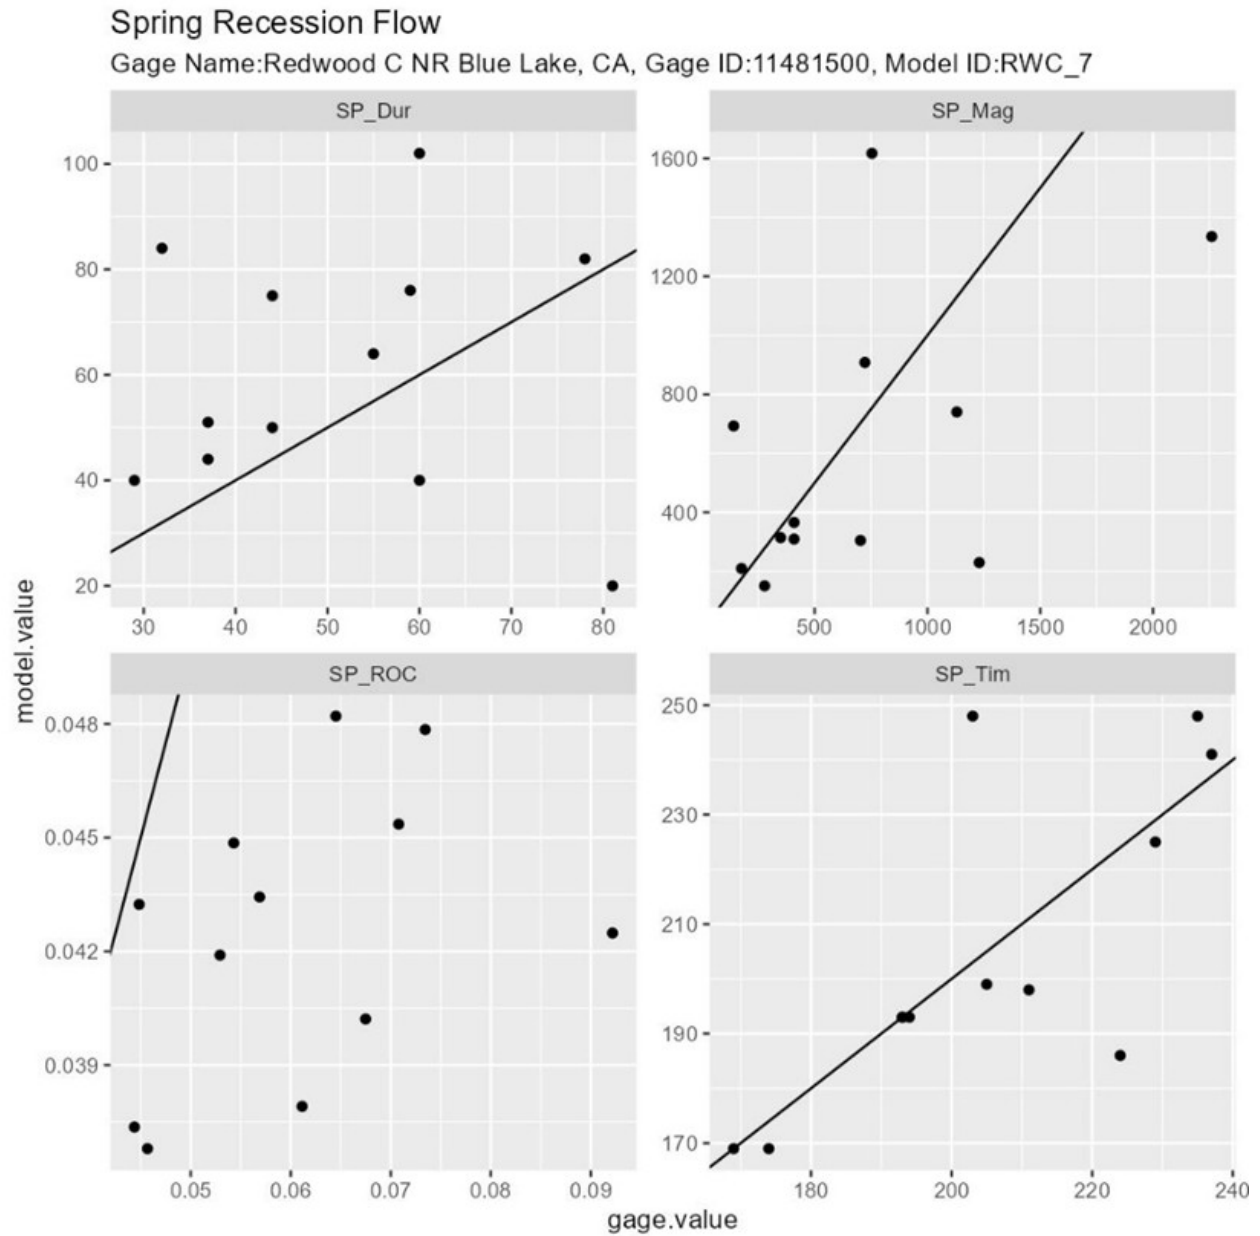 Spring Recession Flow
Gage Name:Redwood C NR Blue Lake, CA, Gage ID:11481500, Model ID:RWC_7
SP_Dur
SP_Mag
100
80
60
40
20
1600
1200
800
400
30 40 50 60 70 80
500 1000 1500 2000
SP_ROC
SP_Tim
0.048
0.045
0.042
0.039
250
230
210
190
170
0.05 0.06 0.07 0.08 0.09
180 200 220 240
model.value
gage.value